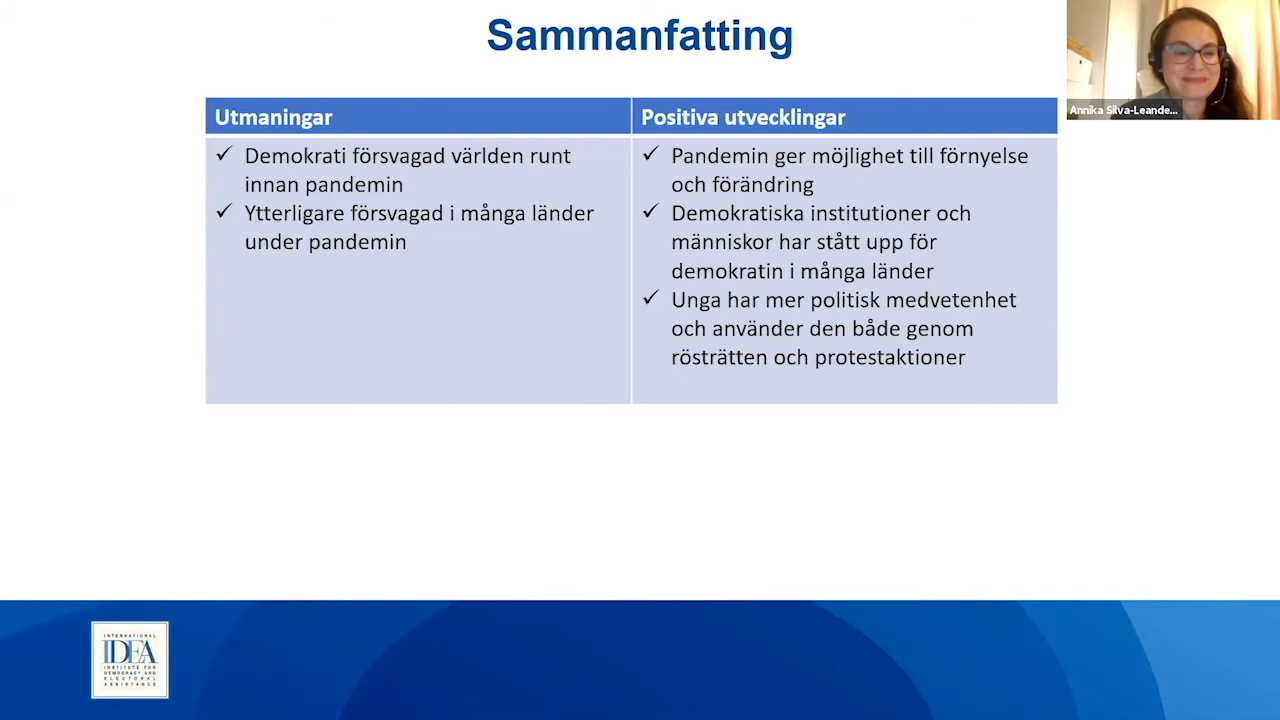 Sammanfatting
Annika Silva-Leande...
Utmaningar
Positiva utvecklingar
Demokrati försvagad världen runt
innan pandemin
Ytterligare försvagad i många länder
under pandemin
Pandemin ger möjlighet till förnyelse
och förändring
Demokratiska institutioner och
människor har stått upp för
demokratin i många länder
Unga har mer politisk medvetenhet
och använder den både genom
rösträtten och protestaktioner
INTERNATIONAL
IDEA
INSTITUTE FOR
DEMOCRACY AND
ELECTORAL
ASSISTANCE